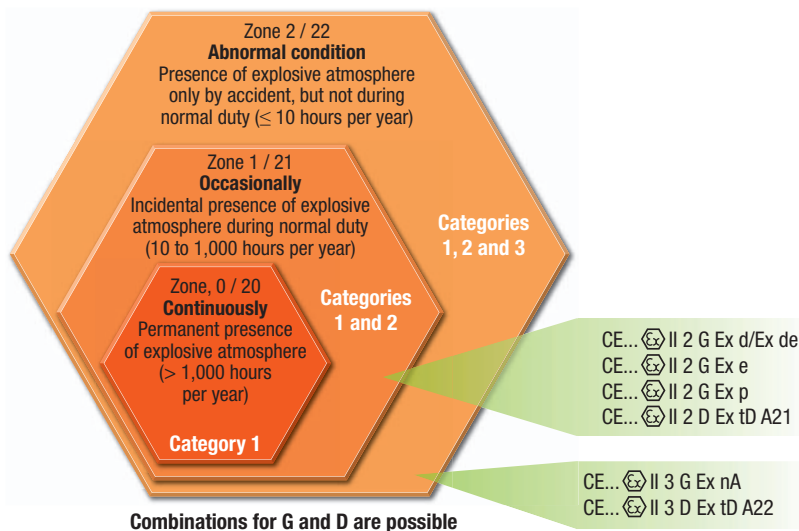 Zone 2 / 22
Abnormal condition
Presence of explosive atmosphere
only by accident, but not during
normal duty (≤ 10 hours per year)
Zone 1 / 21
Occasionally
Incidental presence of explosive
atmosphere during normal duty
(10 to 1,000 hours per year)
Categories
1, 2 and 3
Zone, 0 / 20
Continuously
Permanent presence
of explosive atmosphere
(> 1,000 hours
per year)
Category 1
Categories
1 and 2
CE... Ex II 2 G Ex d/Ex de
CE... Ex II 2 G Ex e
CE... Ex II 2 G Ex p
CE... Ex II 2 D Ex tD A21
CE... Ex II 3 G Ex nA
CE... Ex II 3 D Ex tD A22
Combinations for G and D are possible